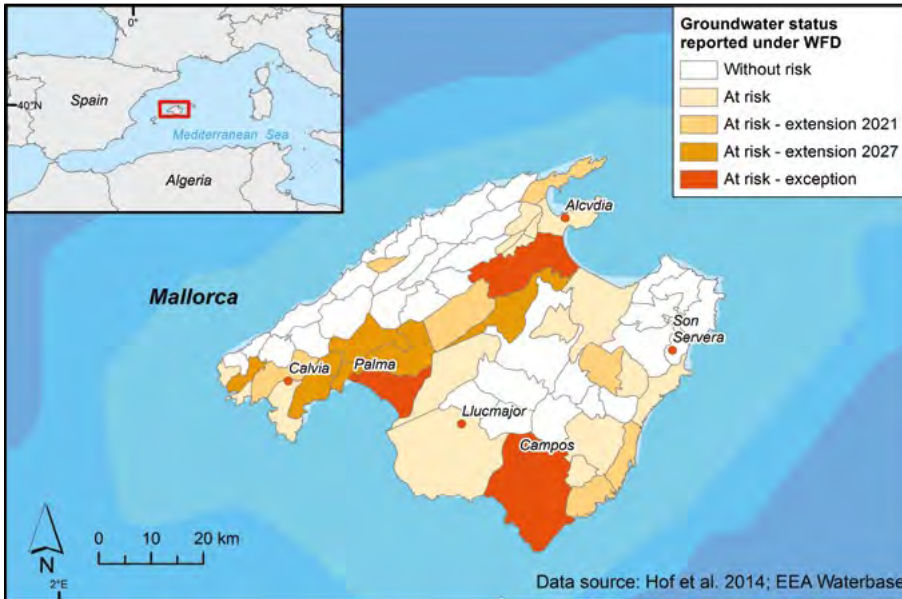 0°
Spain
40°N
Mediterranean Sea
Algeria
Groundwater status
reported under WFD
Without risk
At risk
At risk - extension 2021
At risk - extension 2027
At risk - exception
Alcvdia
Mallorca
Son
Servera
Calvia
Palma
Llucmajor
Campos
N
0 10 20 km
2°E
Data source: Hof et al. 2014; EEA Waterbase